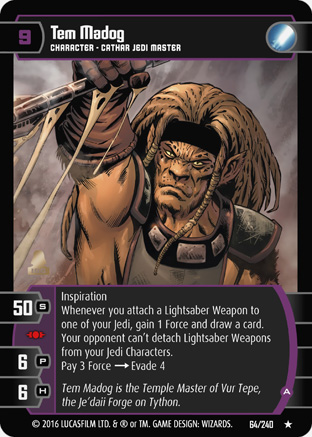 9
Tem Madog
CHARACTER - CATHAR JEDI MASTER
50 S
6 P
6 H
Inspiration
Whenever you attach a Lightsaber Weapon to
one of your Jedi, gain 1 Force and draw a card.
Your opponent can't detach Lightsaber Weapons
from your Jedi Characters.
Pay 3 Force → Evade 4
Tem Madog is the Temple Master of Vur Tepe,
the Je'daii Forge on Tython.
A
© 2016 LUCASFILM LTD. & ® or TM. GAME DESIGN: WIZARDS. 64/240 ★